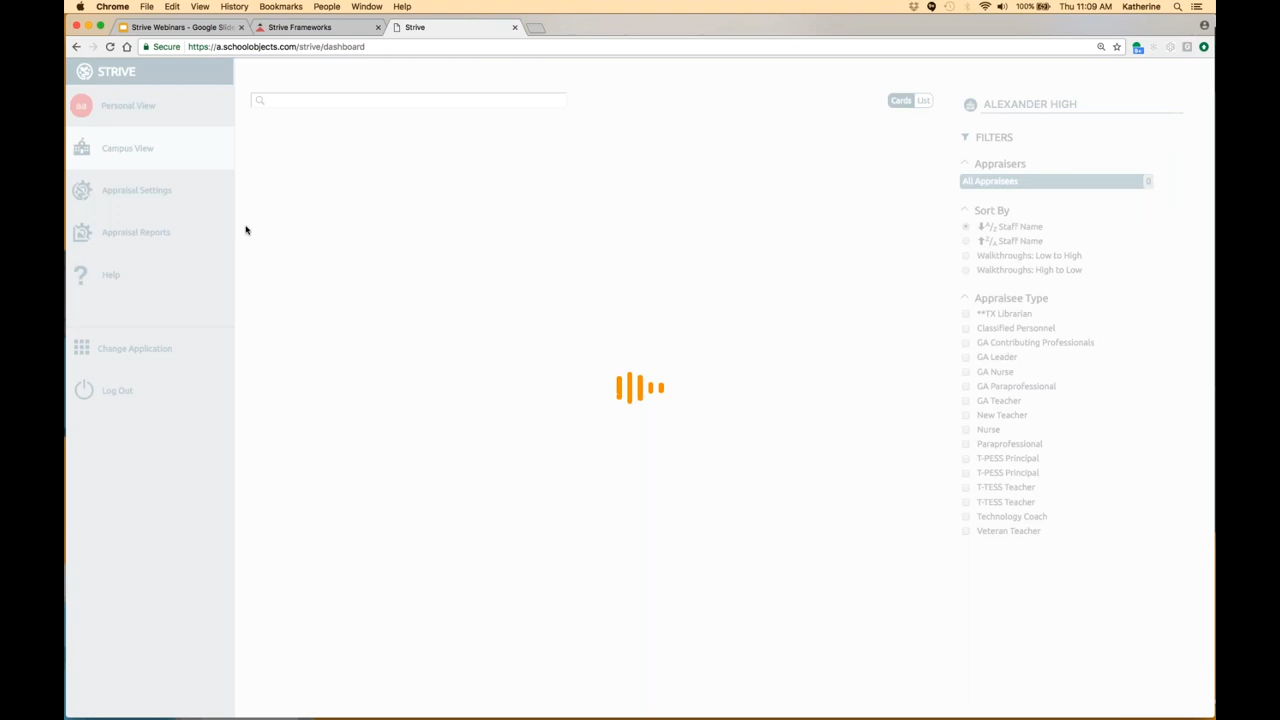 Chrome File Edit View History Bookmarks People Window Help 100% Thu 11:09 AM Katherine
Strive Webinars - Google Slide × Strive Frameworks × Strive ×
Secure https://a.schoolobjects.com/strive/dashboard
STRIVE
aa Personal View
Campus View
Appraisal Settings
Appraisal Reports
Help
Change Application
Log Out
Cards List
ALEXANDER HIGH
FILTERS
Appraisers
All Appraisees 0
Sort By
A/Z Staff Name
Z/A Staff Name
Walkthroughs: Low to High
Walkthroughs: High to Low
Appraisee Type
**TX Librarian
Classified Personnel
GA Contributing Professionals
GA Leader
GA Nurse
GA Paraprofessional
GA Teacher
New Teacher
Nurse
Paraprofessional
T-PESS Principal
T-PESS Principal
T-TESS Teacher
T-TESS Teacher
Technology Coach
Veteran Teacher